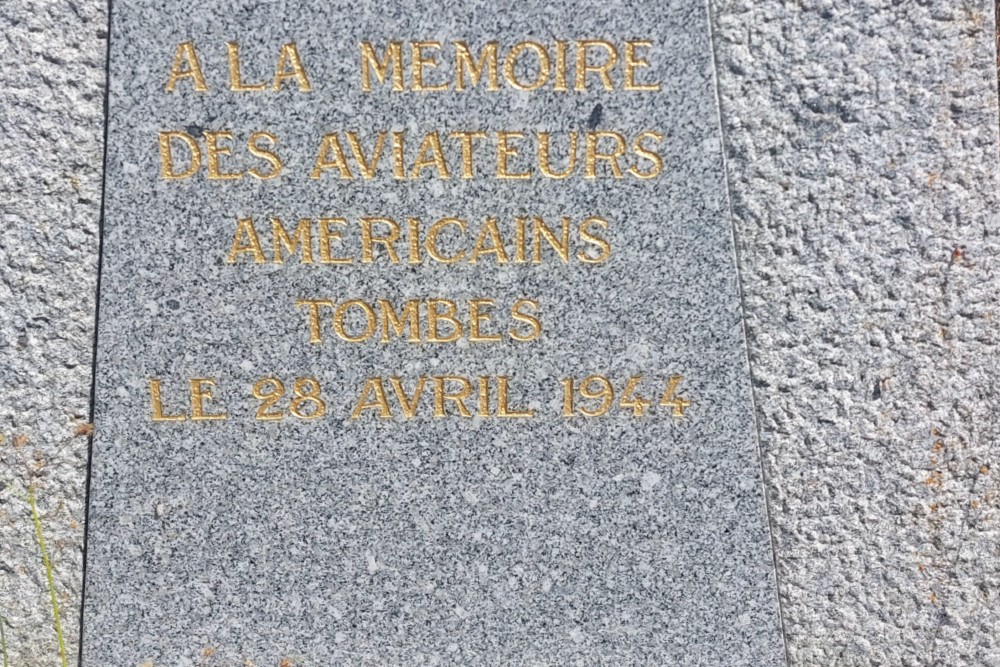 A LA MEMOIRE
DES AVIATEURS
AMERICAINS
TOMBES
LE 28 AVRIL 1944